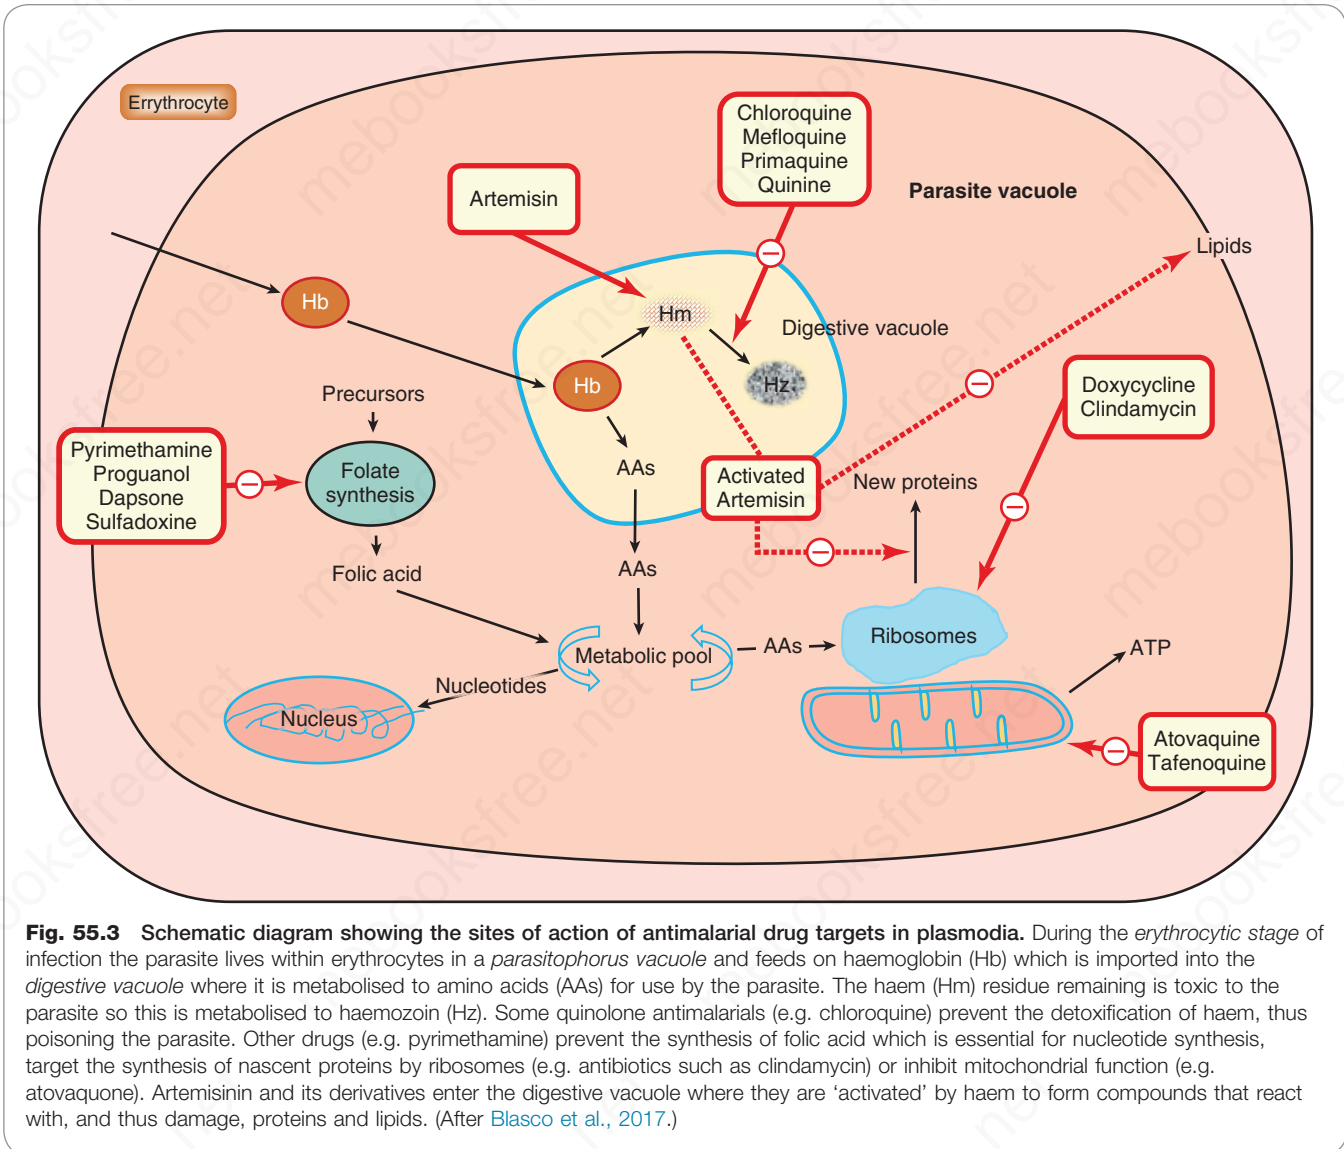 Errythrocyte
Chloroquine
Mefloquine
Primaquine
Quinine
Artemisin
Parasite vacuole
Lipids
Hb
Hm
Digestive vacuole
Hb
Hz
Precursors
Doxycycline
Clindamycin
Pyrimethamine
Proguanol
Dapsone
Sulfadoxine
Folate
synthesis
AAs
Activated
Artemisin
New proteins
Folic acid
AAs
Ribosomes
Metabolic pool
AAs
ATP
Nucleotides
Nucleus
Atovaquine
Tafenoquine
Fig. 55.3 Schematic diagram showing the sites of action of antimalarial drug targets in plasmodia. During the erythrocytic stage of
infection the parasite lives within erythrocytes in a parasitophorus vacuole and feeds on haemoglobin (Hb) which is imported into the
digestive vacuole where it is metabolised to amino acids (AAs) for use by the parasite. The haem (Hm) residue remaining is toxic to the
parasite so this is metabolised to haemozoin (Hz). Some quinolone antimalarials (e.g. chloroquine) prevent the detoxification of haem, thus
poisoning the parasite. Other drugs (e.g. pyrimethamine) prevent the synthesis of folic acid which is essential for nucleotide synthesis,
target the synthesis of nascent proteins by ribosomes (e.g. antibiotics such as clindamycin) or inhibit mitochondrial function (e.g.
atovaquone). Artemisinin and its derivatives enter the digestive vacuole where they are ‘activated’ by haem to form compounds that react
with, and thus damage, proteins and lipids. (After Blasco et al., 2017.)
mebooksfree.net